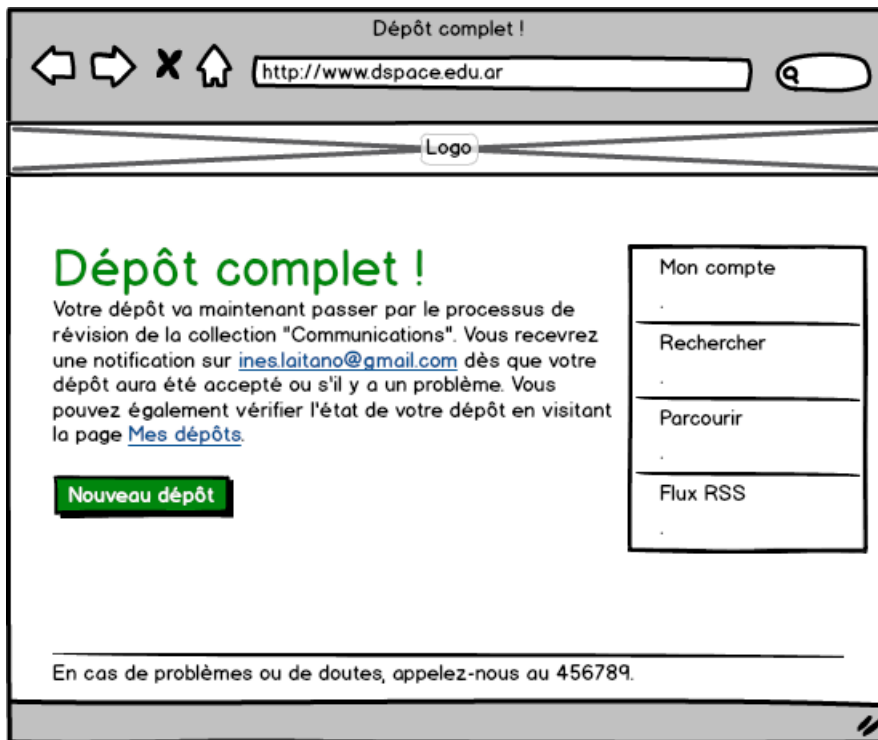 Dépôt complet !
http://www.dspace.edu.ar
Logo
Dépôt complet !
Votre dépôt va maintenant passer par le processus de
révision de la collection "Communications". Vous recevrez
une notification sur ines.laitano@gmail.com dès que votre
dépôt aura été accepté ou s'il y a un problème. Vous
pouvez également vérifier l'état de votre dépôt en visitant
la page Mes dépôts.
Nouveau dépôt
Mon compte
.
Rechercher
.
Parcourir
.
Flux RSS
.
En cas de problèmes ou de doutes, appelez-nous au 456789.